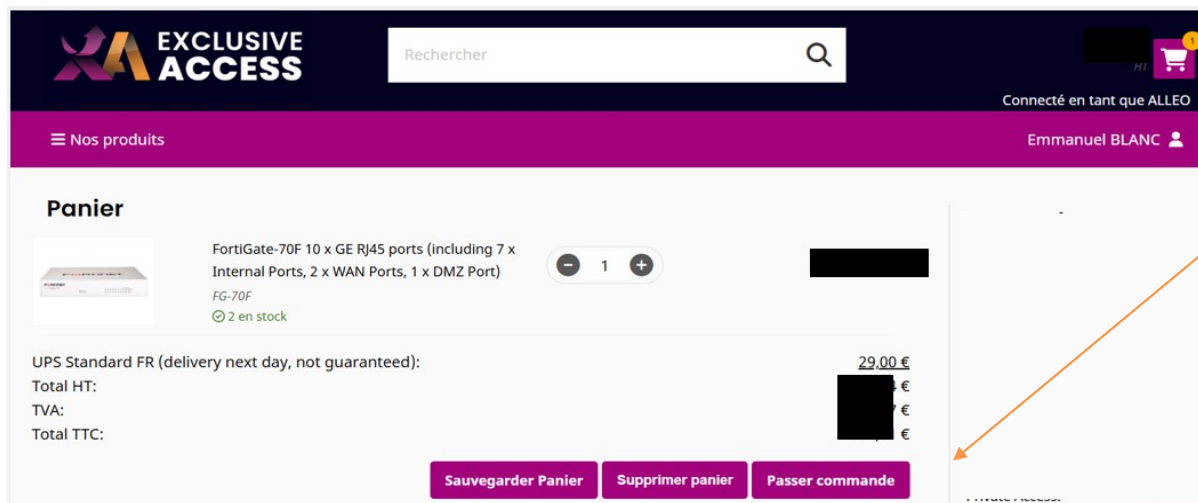 EXCLUSIVE
ACCESS
Rechercher
1
HT
Connecté en tant que ALLEO
Nos produits
Emmanuel BLANC
Panier
FortiGate-70F 10 x GE RJ45 ports (including 7 x
Internal Ports, 2 x WAN Ports, 1 x DMZ Port)
1
FG-70F
2 en stock
UPS Standard FR (delivery next day, not guaranteed): 29,00 €
Total HT: €
TVA: €
Total TTC: €
Sauvegarder Panier Supprimer panier Passer commande